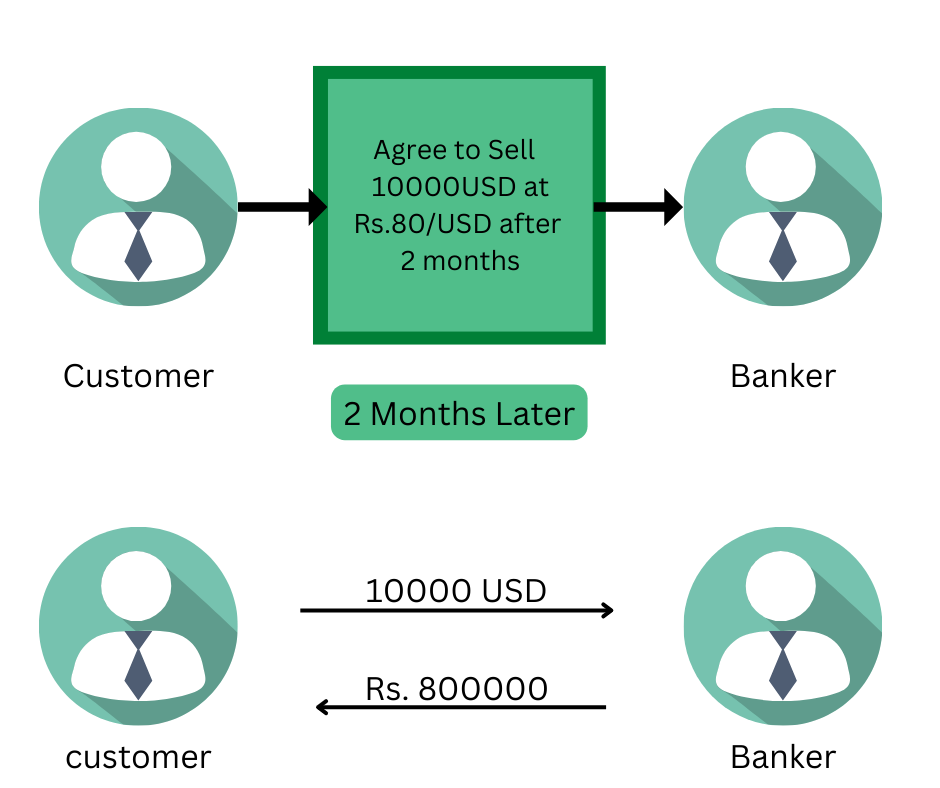 Agree to Sell
10000USD at
Rs.80/USD after
2 months
Customer
Banker
2 Months Later
10000 USD
Rs. 800000
customer
Banker